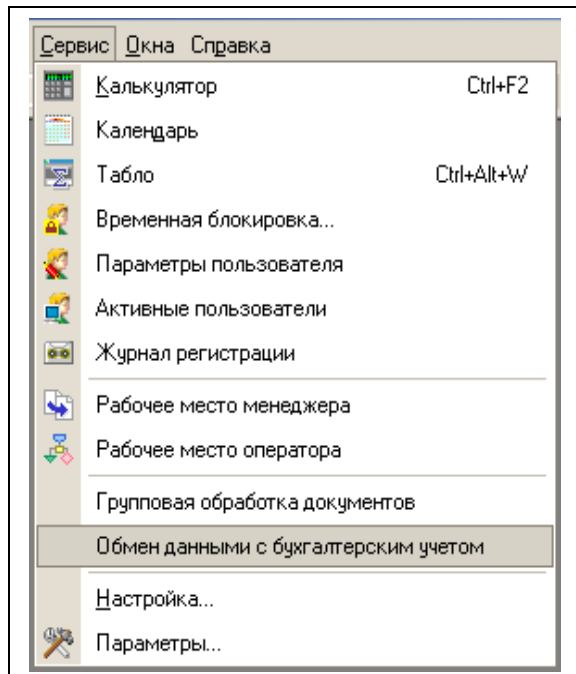 Сервис Окна Справка
Калькулятор Ctrl+F2
Календарь
Табло Ctrl+Alt+W
Временная блокировка...
Параметры пользователя
Активные пользователи
Журнал регистрации
Рабочее место менеджера
Рабочее место оператора
Групповая обработка документов
Обмен данными с бухгалтерским учетом
Настройка...
Параметры...